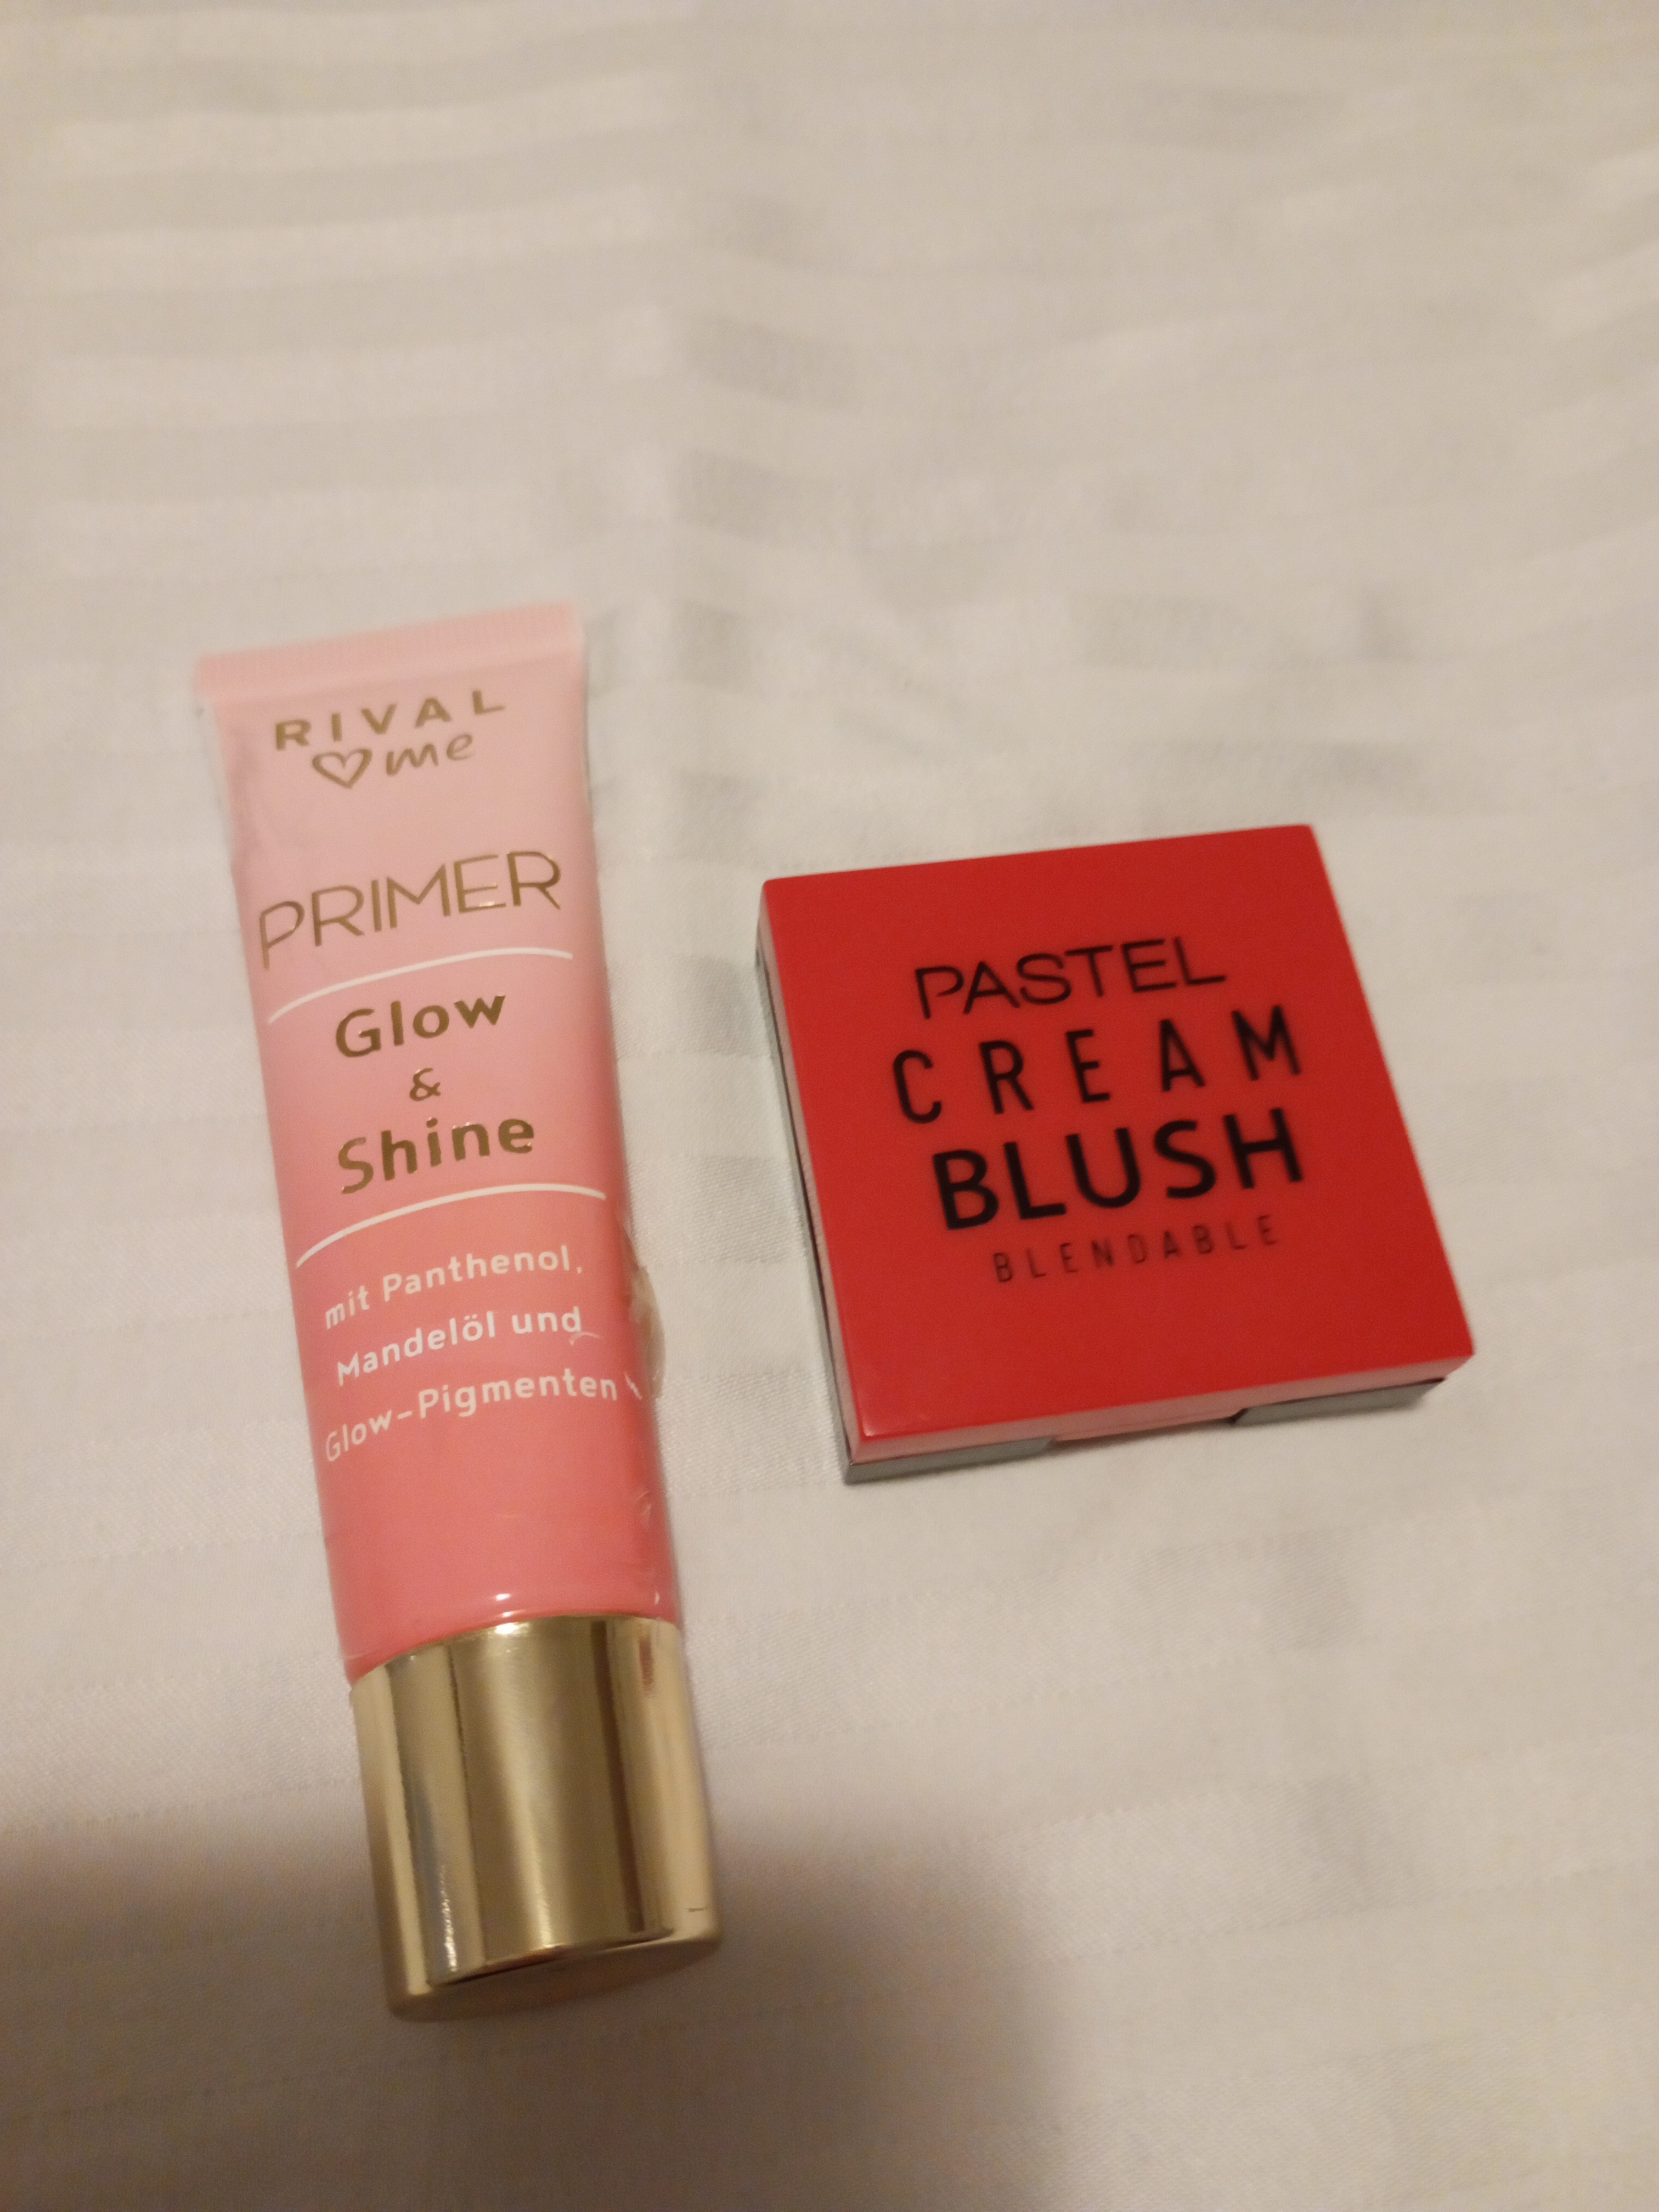 RIVAL
me
PRIMER
Glow
&
Shine
mit Panthenol,
Mandelöl und
Glow-Pigmenten
PASTEL
CREAM
BLUSH
BLENDABLE